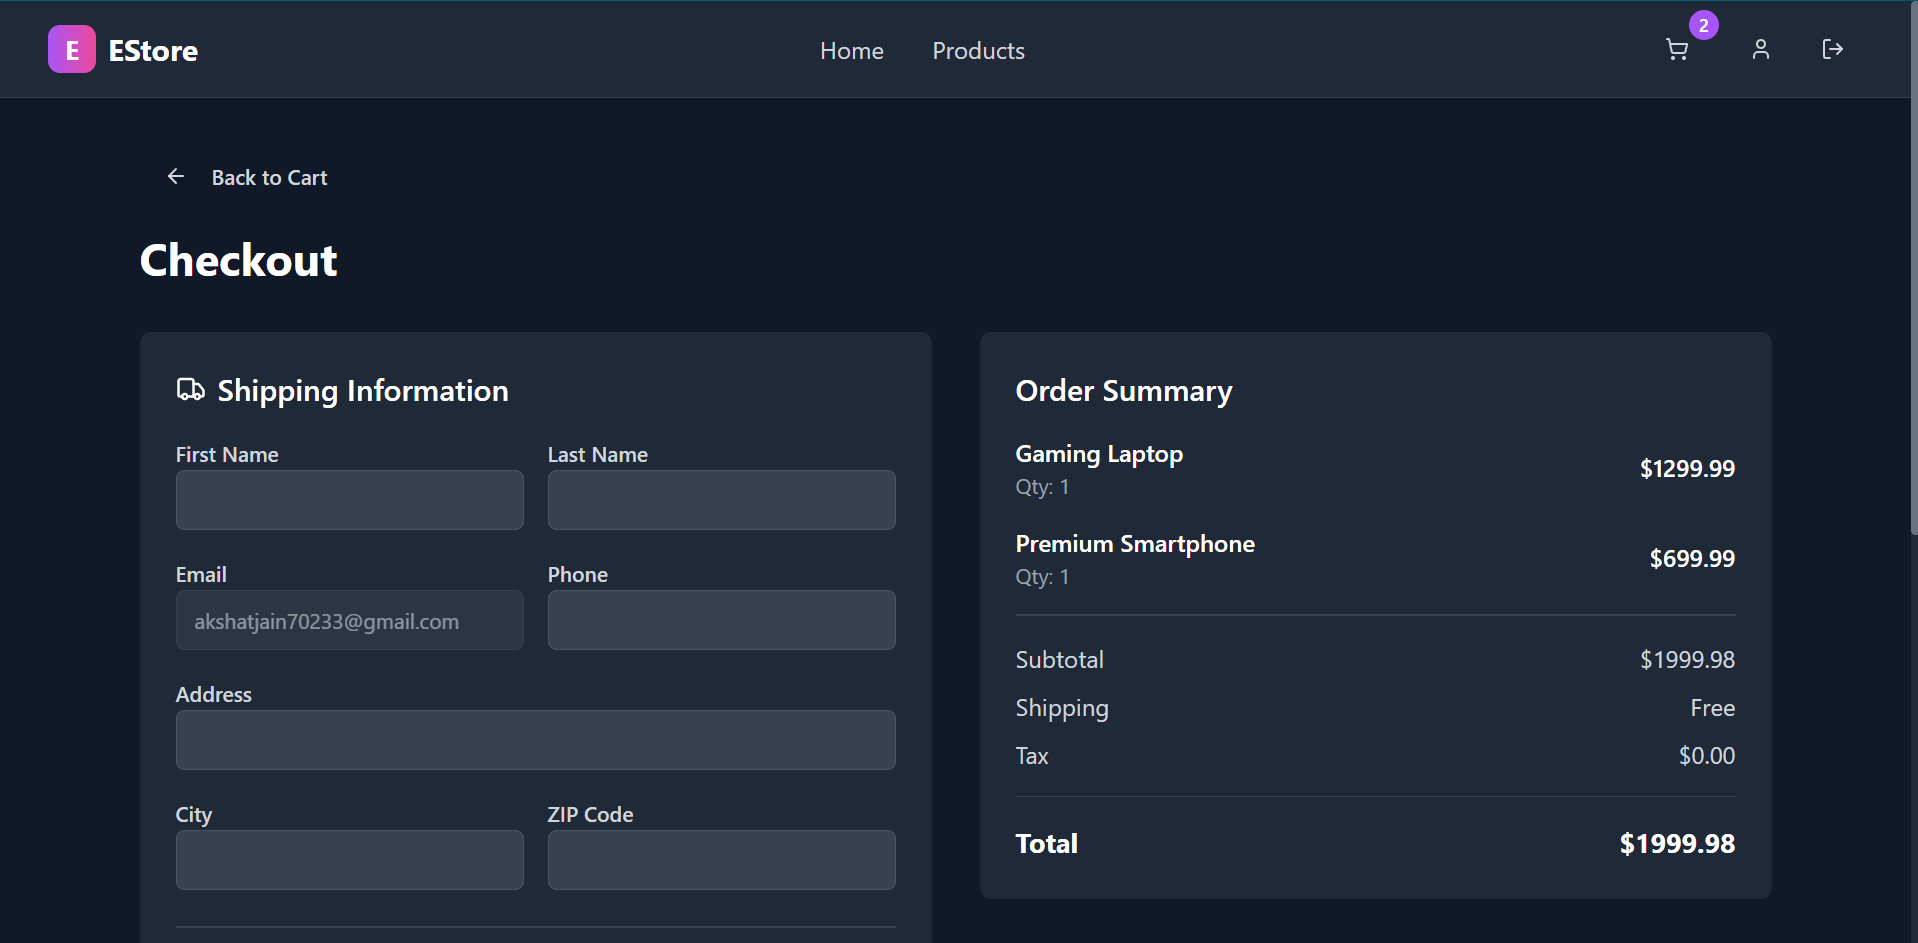 E EStore
Home Products
2
Back to Cart
Checkout
Shipping Information
First Name Last Name
Email Phone
akshatjain70233@gmail.com
Address
City ZIP Code
Order Summary
Gaming Laptop
Qty: 1
$1299.99
Premium Smartphone
Qty: 1
$699.99
Subtotal $1999.98
Shipping Free
Tax $0.00
Total $1999.98